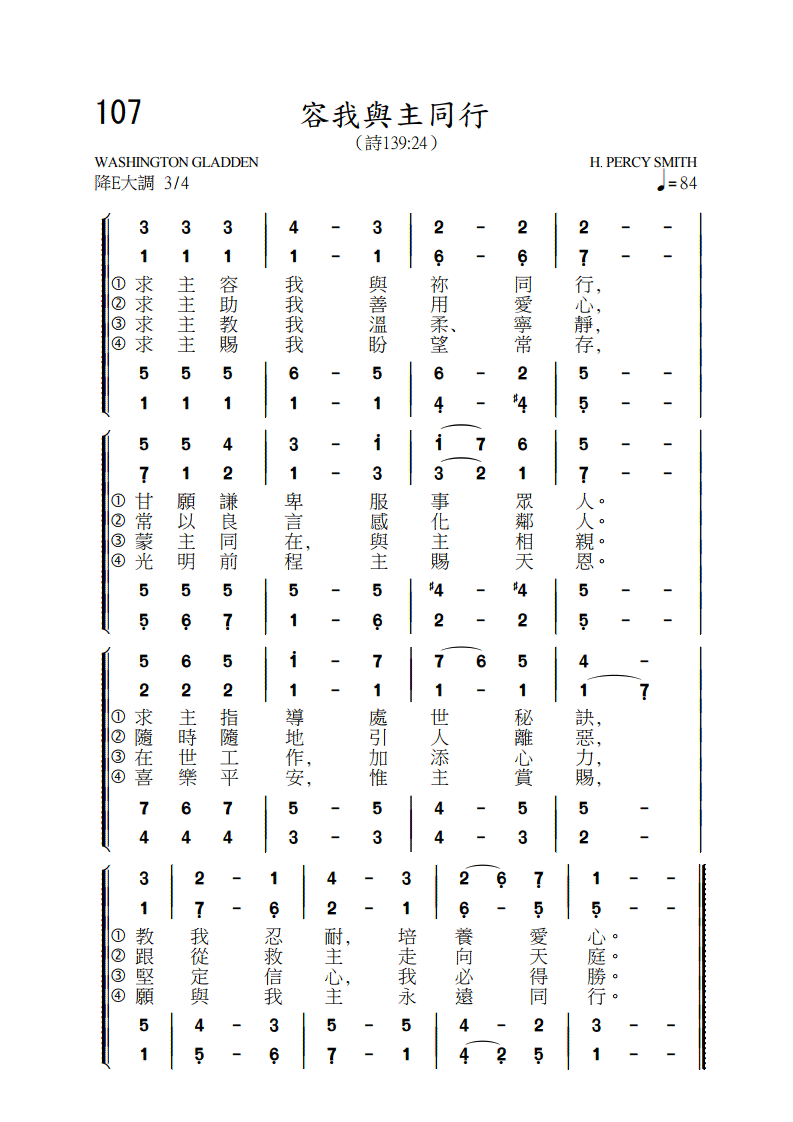 107
容我與主同行
（詩139:24）
WASHINGTON GLADDEN
H. PERCY SMITH
降E大調 3/4
♩=84
3 3 3 | 4 - 3 | 2 - 2 | 2 - -
1 1 1 | 1 - 1 | 6̣ - 6̣ | 7̣ - -
① 求主容我與祢同行，
② 求主助我善用愛心，
③ 求主教我溫柔、寧靜，
④ 求主賜我盼望常存，
5 5 5 | 6 - 5 | 6 - 2 | 5 - -
1 1 1 | 1 - 1 | 4̣ - #4̣ | 5̣ - -
5 5 4 | 3 - i | i 7 6 | 5 - -
7̣ 1 2 | 1 - 3 | 3 2 1 | 7̣ - -
① 甘願謙卑服事眾人。
② 常以良言感化鄰人。
③ 蒙主同在，與主相親。
④ 光明前程主賜天恩。
5 5 5 | 5 - 5 | #4 - #4 | 5 - -
5̣ 6̣ 7̣ | 1 - 6̣ | 2 - 2 | 5̣ - -
5 6 5 | i - 7 | 7 6 5 | 4 -
2 2 2 | 1 - 1 | 1 - 1 | 1 7̣
① 求主指導處世秘訣，
② 隨時隨地引人離惡，
③ 在世工作，加添心力，
④ 喜樂平安，惟主賞賜，
7 6 7 | 5 - 5 | 4 - 5 | 5 -
4 4 4 | 3 - 3 | 4 - 3 | 2 -
3 | 2 - 1 | 4 - 3 | 2 6̣ 7̣ | 1 - -
1 | 7̣ - 6̣ | 2 - 1 | 6̣ - 5̣ | 5̣ - -
① 教我忍耐，培養愛心。
② 跟從救主走向天庭。
③ 堅定信心，我必得勝。
④ 願與我主永遠同行。
5 | 4 - 3 | 5 - 5 | 4 - 2 | 3 - -
1 | 5̣ - 6̣ | 7̣ - 1 | 4̣ 2̣ 5̣ | 1 - -